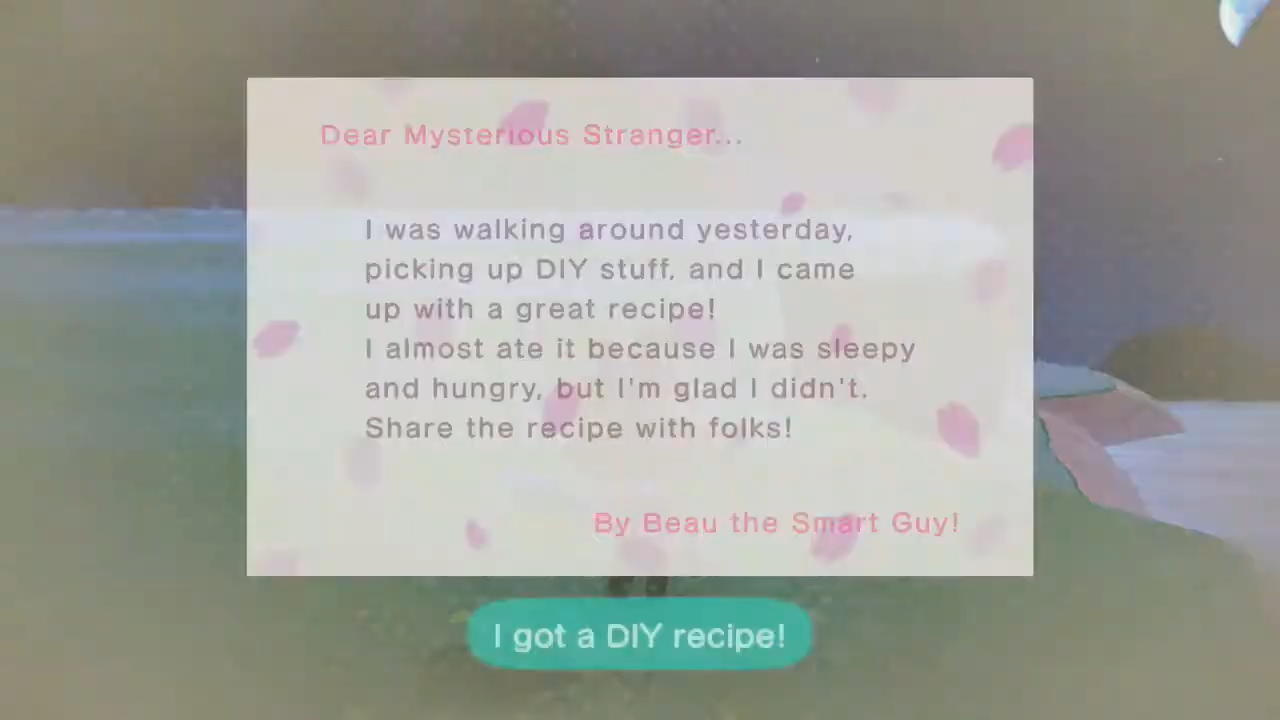 Dear Mysterious Stranger...
I was walking around yesterday,
picking up DIY stuff, and I came
up with a great recipe!
I almost ate it because I was sleepy
and hungry, but I'm glad I didn't.
Share the recipe with folks!
By Beau the Smart Guy!
I got a DIY recipe!